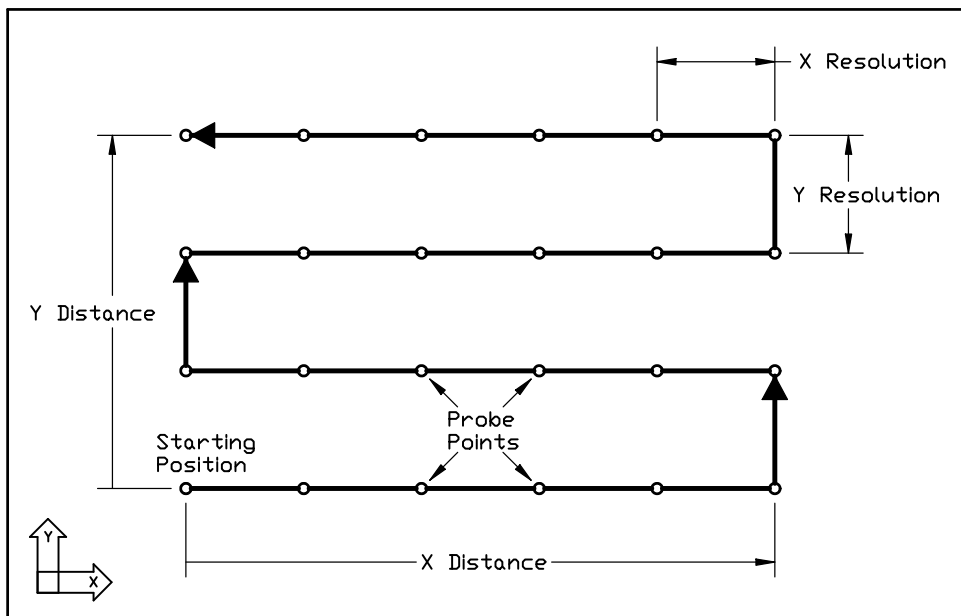 X Resolution
Y Resolution
Y Distance
Probe
Points
Starting
Position
Y
X
X Distance